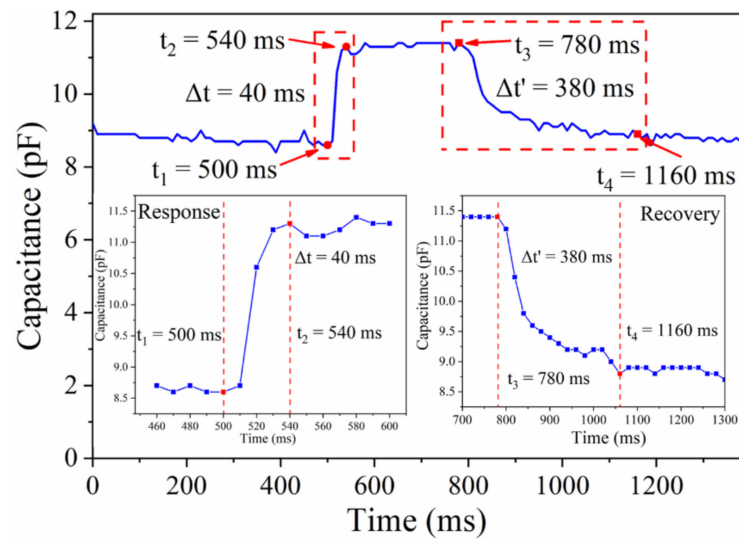 12
10
8
6
4
2
0
Capacitance (pF)
t2 = 540 ms
Δt = 40 ms
t1 = 500 ms
t3 = 780 ms
Δt' = 380 ms
t4 = 1160 ms
Response
11.5
11.0
10.5
10.0
9.5
9.0
8.5
Capacitance (pF)
Δt = 40 ms
t1 = 500 ms
t2 = 540 ms
460 480 500 520 540 560 580 600
Time (ms)
Recovery
11.5
11.0
10.5
10.0
9.5
9.0
8.5
Capacitance (pF)
Δt' = 380 ms
t4 = 1160 ms
t3 = 780 ms
700 800 900 1000 1100 1200 1300
Time (ms)
0 200 400 600 800 1000 1200
Time (ms)